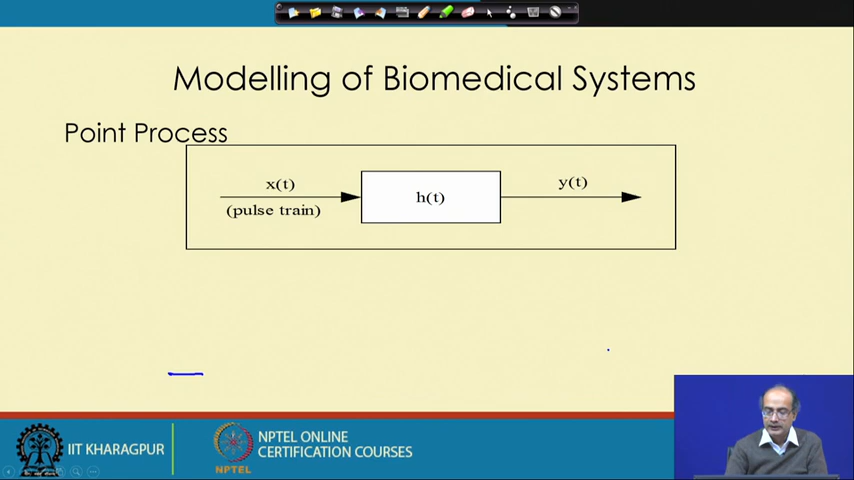 Modelling of Biomedical Systems
Point Process
x(t)
(pulse train)
h(t)
y(t)
IIT KHARAGPUR
NPTEL
NPTEL ONLINE
CERTIFICATION COURSES